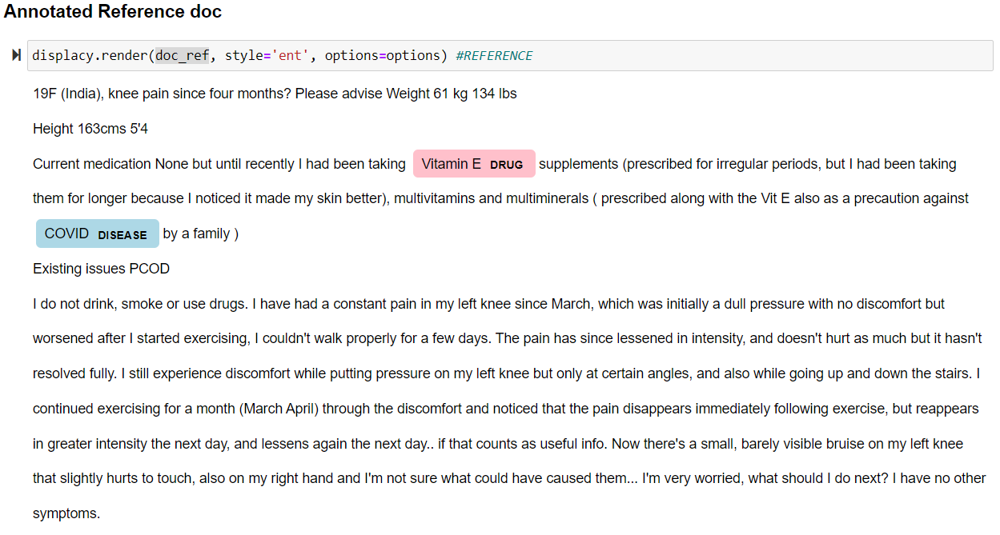 Annotated Reference doc
displacy.render(doc_ref, style='ent', options=options) #REFERENCE
19F (India), knee pain since four months? Please advise Weight 61 kg 134 lbs
Height 163cms 5'4
Current medication None but until recently I had been taking Vitamin E DRUG supplements (prescribed for irregular periods, but I had been taking
them for longer because I noticed it made my skin better), multivitamins and multiminerals ( prescribed along with the Vit E also as a precaution against
COVID DISEASE by a family )
Existing issues PCOD
I do not drink, smoke or use drugs. I have had a constant pain in my left knee since March, which was initially a dull pressure with no discomfort but
worsened after I started exercising, I couldn't walk properly for a few days. The pain has since lessened in intensity, and doesn't hurt as much but it hasn't
resolved fully. I still experience discomfort while putting pressure on my left knee but only at certain angles, and also while going up and down the stairs. I
continued exercising for a month (March April) through the discomfort and noticed that the pain disappears immediately following exercise, but reappears
in greater intensity the next day, and lessens again the next day.. if that counts as useful info. Now there's a small, barely visible bruise on my left knee
that slightly hurts to touch, also on my right hand and I'm not sure what could have caused them... I'm very worried, what should I do next? I have no other
symptoms.